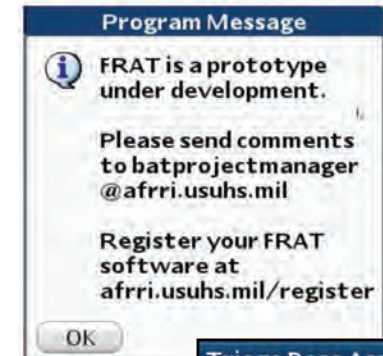 Program Message
FRAT is a prototype
under development.
Please send comments
to batprojectmanager
@afrri.usuhs.mil
Register your FRAT
software at
afrri.usuhs.mil/register
OK